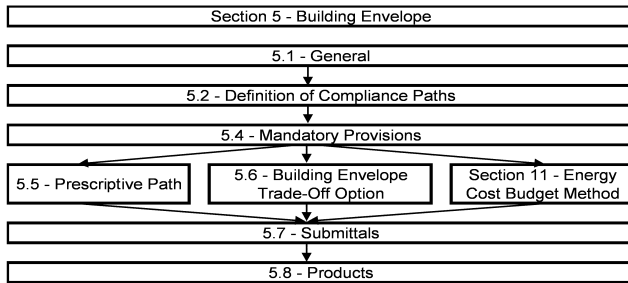 Section 5 - Building Envelope
5.1 - General
5.2 - Definition of Compliance Paths
5.4 - Mandatory Provisions
5.5 - Prescriptive Path
5.6 - Building Envelope
Trade-Off Option
Section 11 - Energy
Cost Budget Method
5.7 - Submittals
5.8 - Products